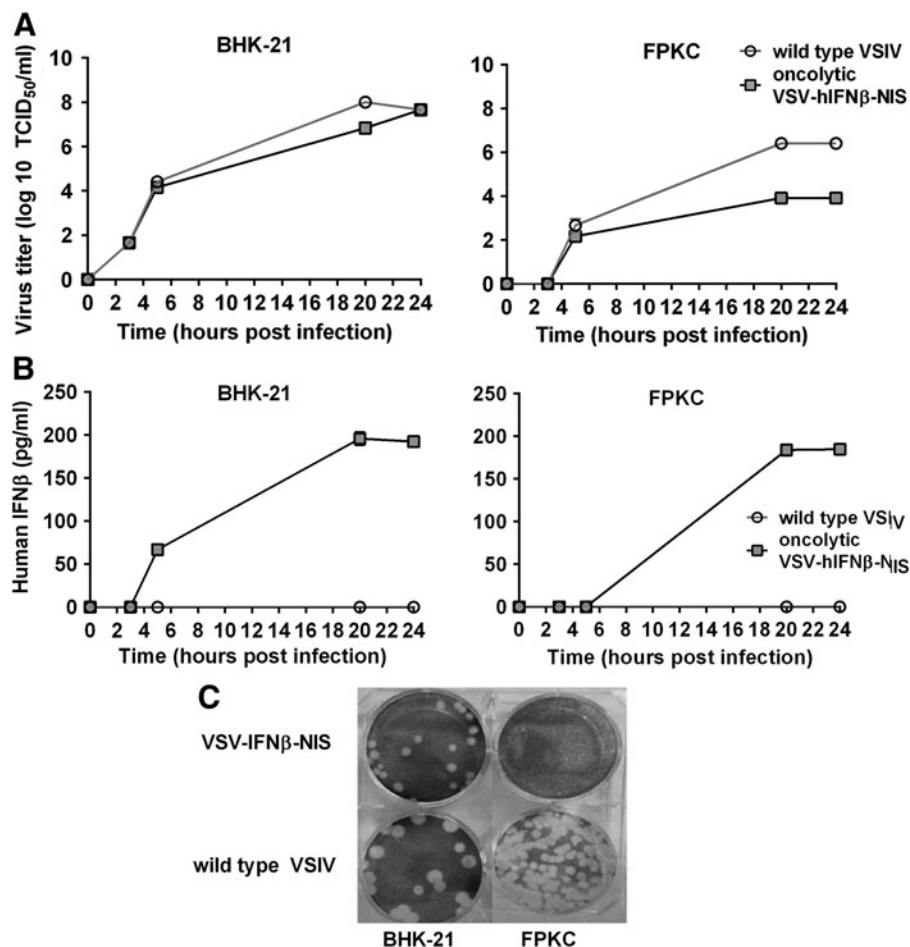 A
BHK-21
FPKC
wild type VSIV
oncolytic
VSV-hIFNβ-NIS
Virus titer (log 10 TCID50/ml)
10
8
6
4
2
0
0 2 4 6 8 10 12 14 16 18 20 22 24
Time (hours post infection)
10
8
6
4
2
0
0 2 4 6 8 10 12 14 16 18 20 22 24
Time (hours post infection)
B
BHK-21
FPKC
Human IFNβ (pg/ml)
250
200
150
100
50
0
0 2 4 6 8 10 12 14 16 18 20 22 24
Time (hours post infection)
250
200
150
100
50
0
wild type VSIV
oncolytic
VSV-hIFNβ-NIS
0 2 4 6 8 10 12 14 16 18 20 22 24
Time (hours post infection)
C
VSV-IFNβ-NIS
wild type VSIV
BHK-21
FPKC